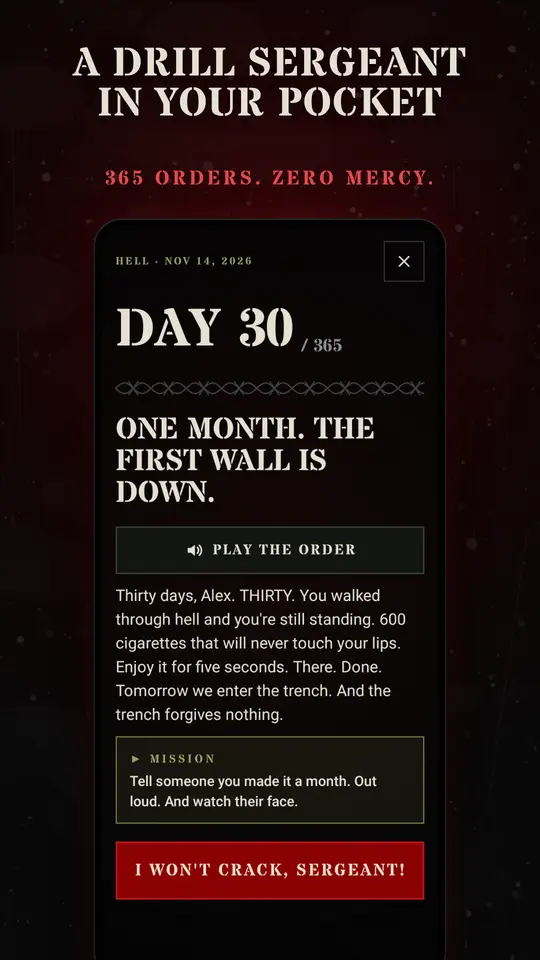 A DRILL SERGEANT
IN YOUR POCKET
365 ORDERS. ZERO MERCY.
HELL · NOV 14, 2026
DAY 30 / 365
ONE MONTH. THE
FIRST WALL IS
DOWN.
PLAY THE ORDER
Thirty days, Alex. THIRTY. You walked
through hell and you're still standing. 600
cigarettes that will never touch your lips.
Enjoy it for five seconds. There. Done.
Tomorrow we enter the trench. And the
trench forgives nothing.
► MISSION
Tell someone you made it a month. Out
loud. And watch their face.
I WON'T CRACK, SERGEANT!